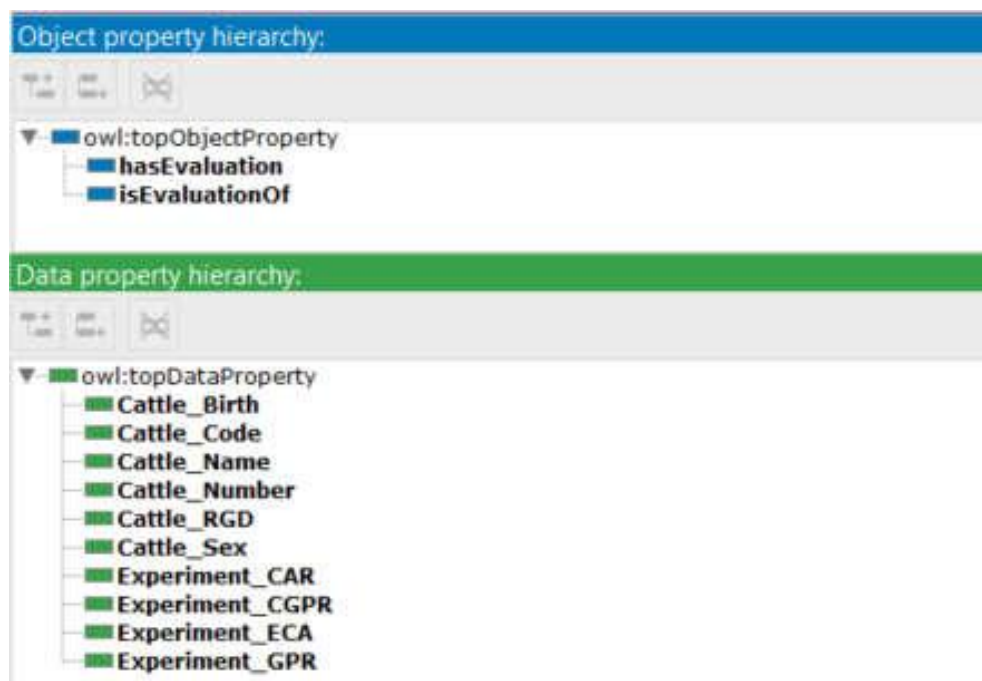 Object property hierarchy:
owl:topObjectProperty
hasEvaluation
isEvaluationOf
Data property hierarchy:
owl:topDataProperty
Cattle_Birth
Cattle_Code
Cattle_Name
Cattle_Number
Cattle_RGD
Cattle_Sex
Experiment_CAR
Experiment_CGPR
Experiment_ECA
Experiment_GPR